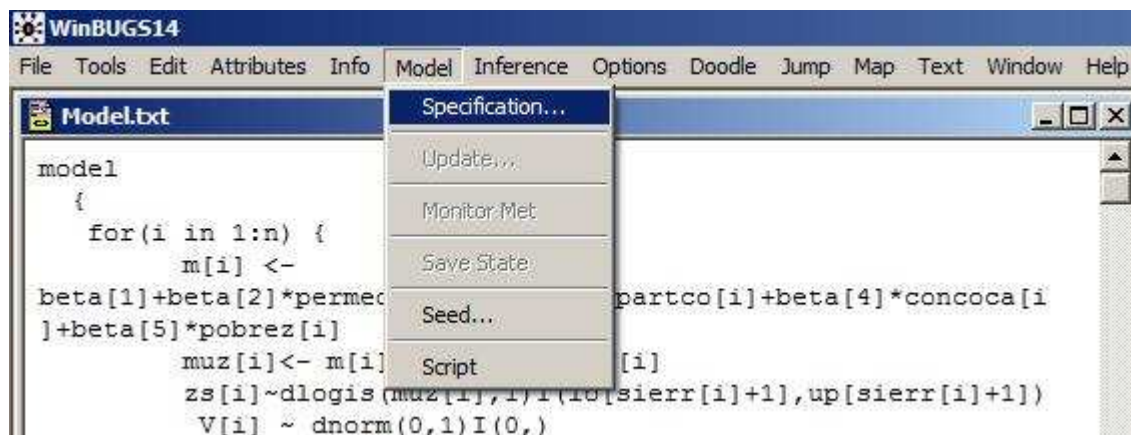 WinBUGS14
File Tools Edit Attributes Info Model Inference Options Doodle Jump Map Text Window Help
Model.txt
Specification...
Update...
Monitor Met
Save State
Seed...
Script
model
{
for(i in 1:n) {
m[i] <-
beta[1]+beta[2]*permed partco[i]+beta[4]*concoca[i
]+beta[5]*pobrez[i]
muz[i]<- m[i] [i]
zs[i]~dlogis(muz[i],1)I(lo[sierr[i]+1],up[sierr[i]+1])
V[i] ~ dnorm(0,1)I(0,)